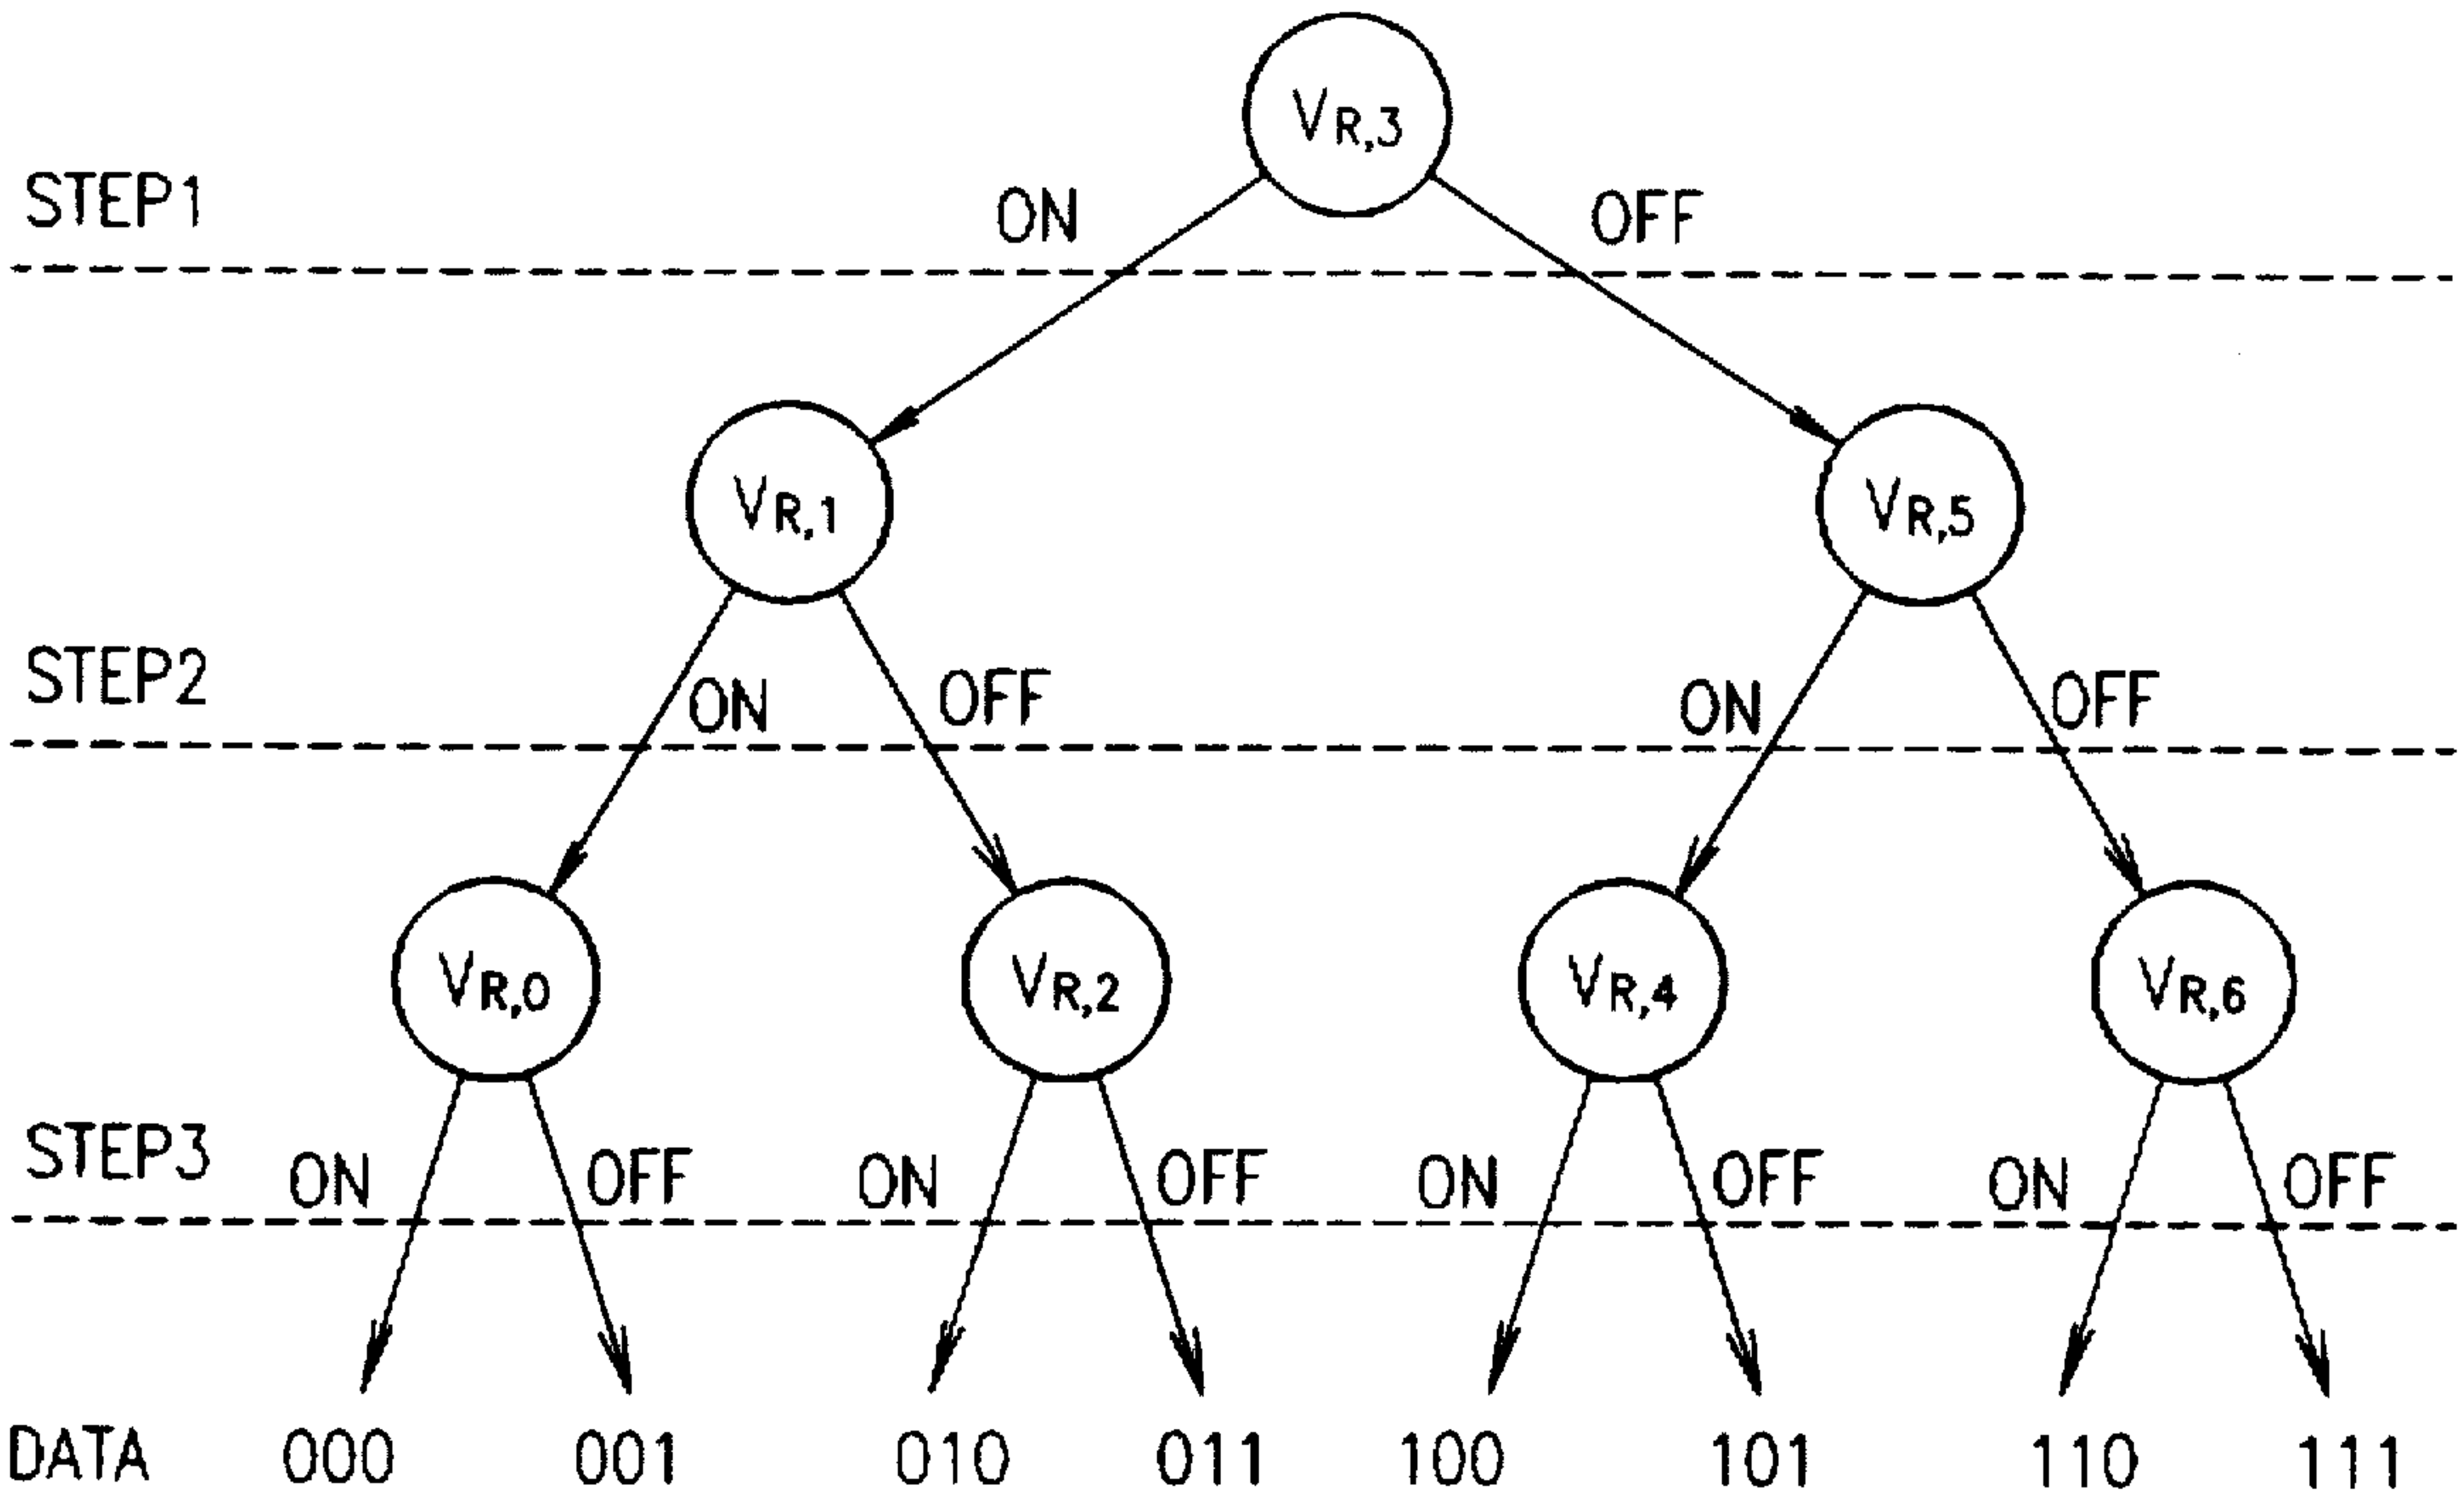 VR,3
STEP1 ON OFF
VR,1 VR,5
STEP2 ON OFF ON OFF
VR,0 VR,2 VR,4 VR,6
STEP3 ON OFF ON OFF ON OFF ON OFF
DATA 000 001 010 011 100 101 110 111